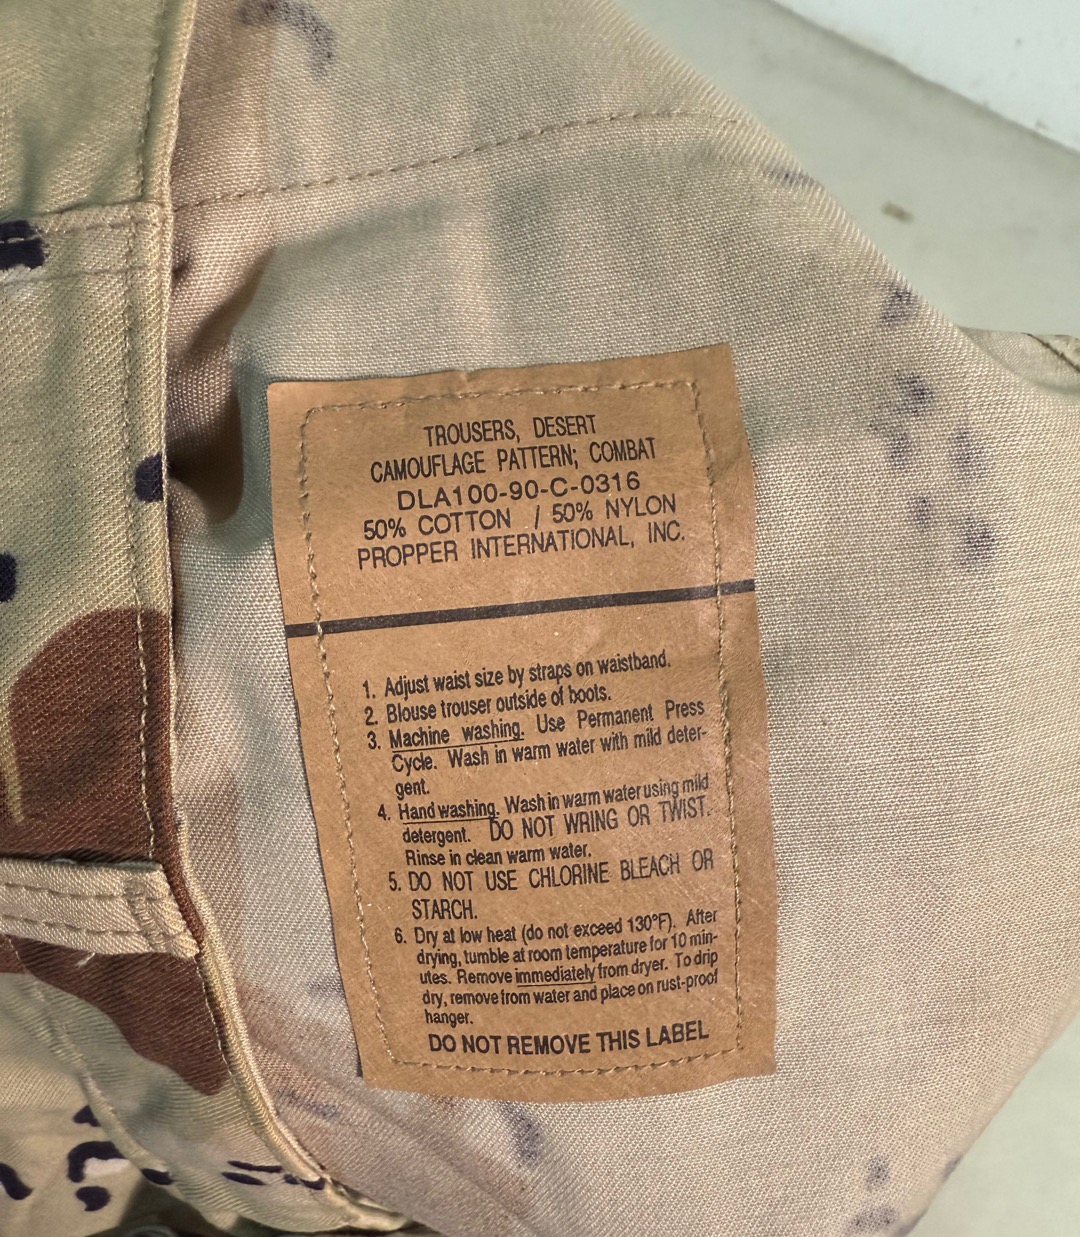 TROUSERS, DESERT
CAMOUFLAGE PATTERN; COMBAT
DLA100-90-C-0316
50% COTTON / 50% NYLON
PROPPER INTERNATIONAL, INC.
1. Adjust waist size by straps on waistband.
2. Blouse trouser outside of boots.
3. Machine washing. Use Permanent Press
Cycle. Wash in warm water with mild deter-
gent.
4. Hand washing. Wash in warm water using mild
detergent. DO NOT WRING OR TWIST.
Rinse in clean warm water.
5. DO NOT USE CHLORINE BLEACH OR
STARCH.
6. Dry at low heat (do not exceed 130°F). After
drying, tumble at room temperature for 10 min-
utes. Remove immediately from dryer. To drip
dry, remove from water and place on rust-proof
hanger.
DO NOT REMOVE THIS LABEL